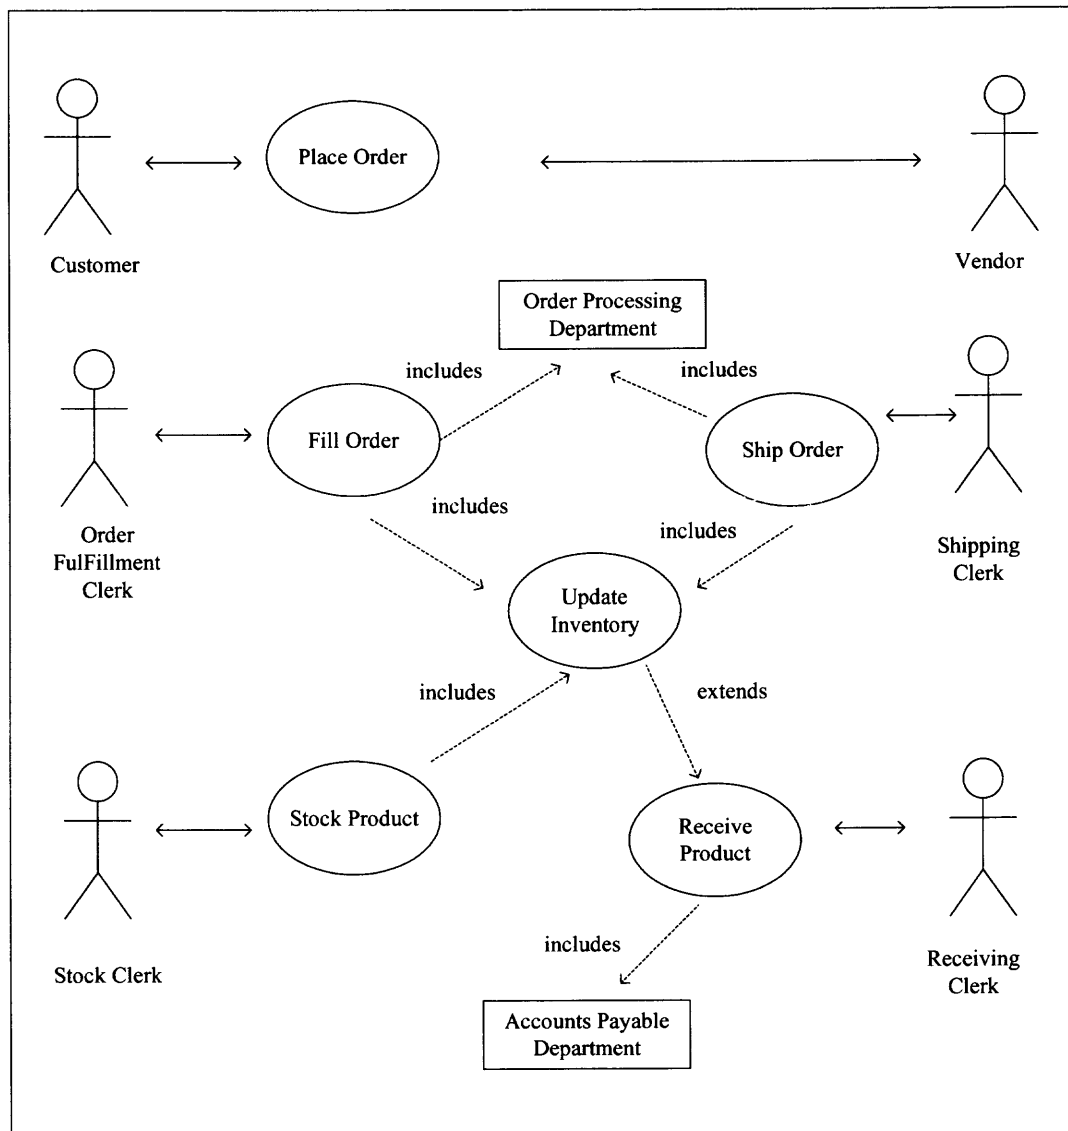 Place Order
Customer
Vendor
Order Processing
Department
includes
includes
Fill Order
Ship Order
includes
includes
Order
FulFillment
Clerk
Shipping
Clerk
Update
Inventory
includes
extends
Stock Product
Receive
Product
Stock Clerk
includes
Receiving
Clerk
Accounts Payable
Department